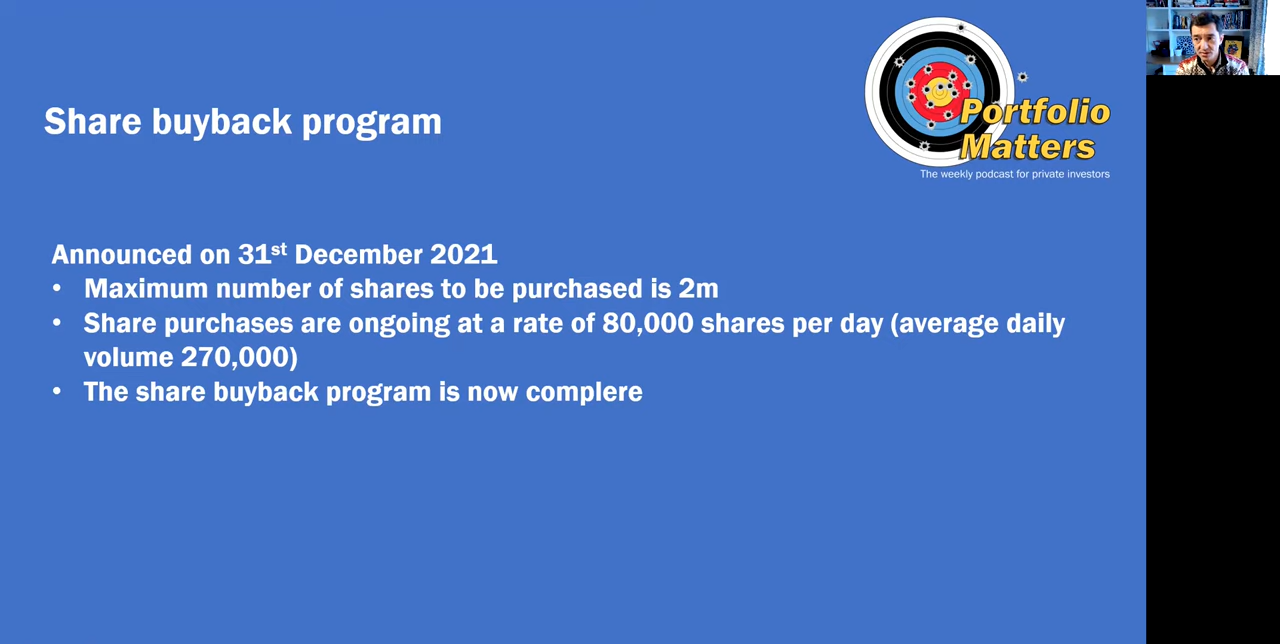 Portfolio
Matters
The weekly podcast for private investors
Share buyback program
Announced on 31st December 2021
• Maximum number of shares to be purchased is 2m
• Share purchases are ongoing at a rate of 80,000 shares per day (average daily
volume 270,000)
• The share buyback program is now complere